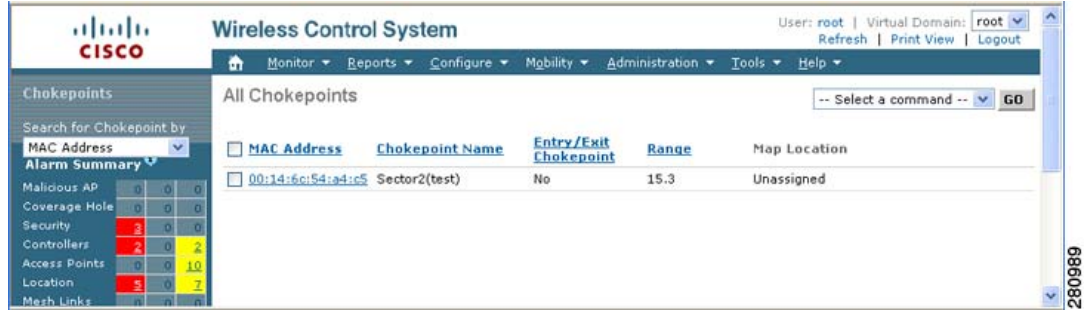 CISCO
Wireless Control System
User: root | Virtual Domain: root
Refresh | Print View | Logout
Monitor Reports Configure Mobility Administration Tools Help
Chokepoints
Search for Chokepoint by
MAC Address
Alarm Summary
Malicious AP 0 0 0
Coverage Hole 0 0 0
Security 3 0 0
Controllers 2 0 2
Access Points 0 0 10
Location 5 0 7
Mesh Links 0 0 0
All Chokepoints
-- Select a command -- GO
MAC Address Chokepoint Name Entry/Exit Chokepoint Range Map Location
00:14:6c:54:a4:c5 Sector2(test) No 15.3 Unassigned
280989